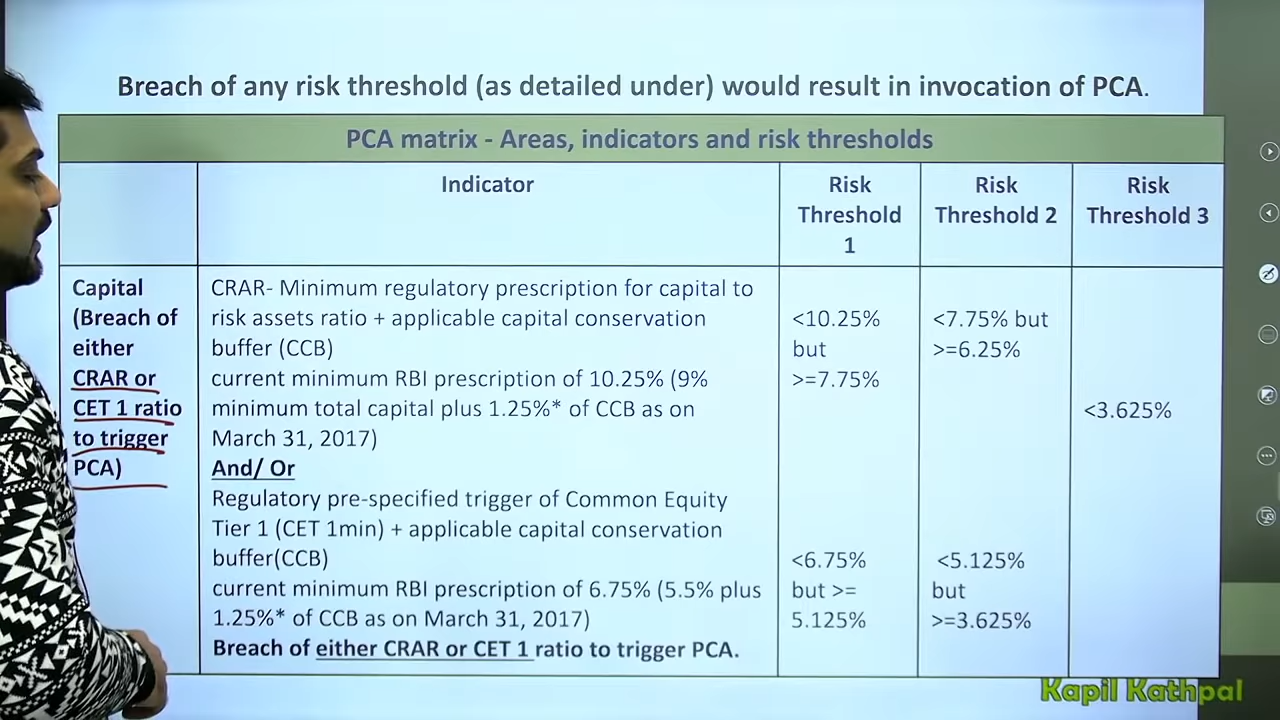 Breach of any risk threshold (as detailed under) would result in invocation of PCA.
PCA matrix - Areas, indicators and risk thresholds
Indicator
Risk
Threshold
1
Risk
Threshold 2
Risk
Threshold 3
Capital
(Breach of
either
CRAR or
CET 1 ratio
to trigger
PCA)
CRAR- Minimum regulatory prescription for capital to
risk assets ratio + applicable capital conservation
buffer (CCB)
current minimum RBI prescription of 10.25% (9%
minimum total capital plus 1.25%* of CCB as on
March 31, 2017)
And/ Or
Regulatory pre-specified trigger of Common Equity
Tier 1 (CET 1min) + applicable capital conservation
buffer(CCB)
current minimum RBI prescription of 6.75% (5.5% plus
1.25%* of CCB as on March 31, 2017)
Breach of either CRAR or CET 1 ratio to trigger PCA.
<10.25%
but
>=7.75%
<6.75%
but >=
5.125%
<7.75% but
>=6.25%
<5.125%
but
>=3.625%
<3.625%
Kapil Kathpal